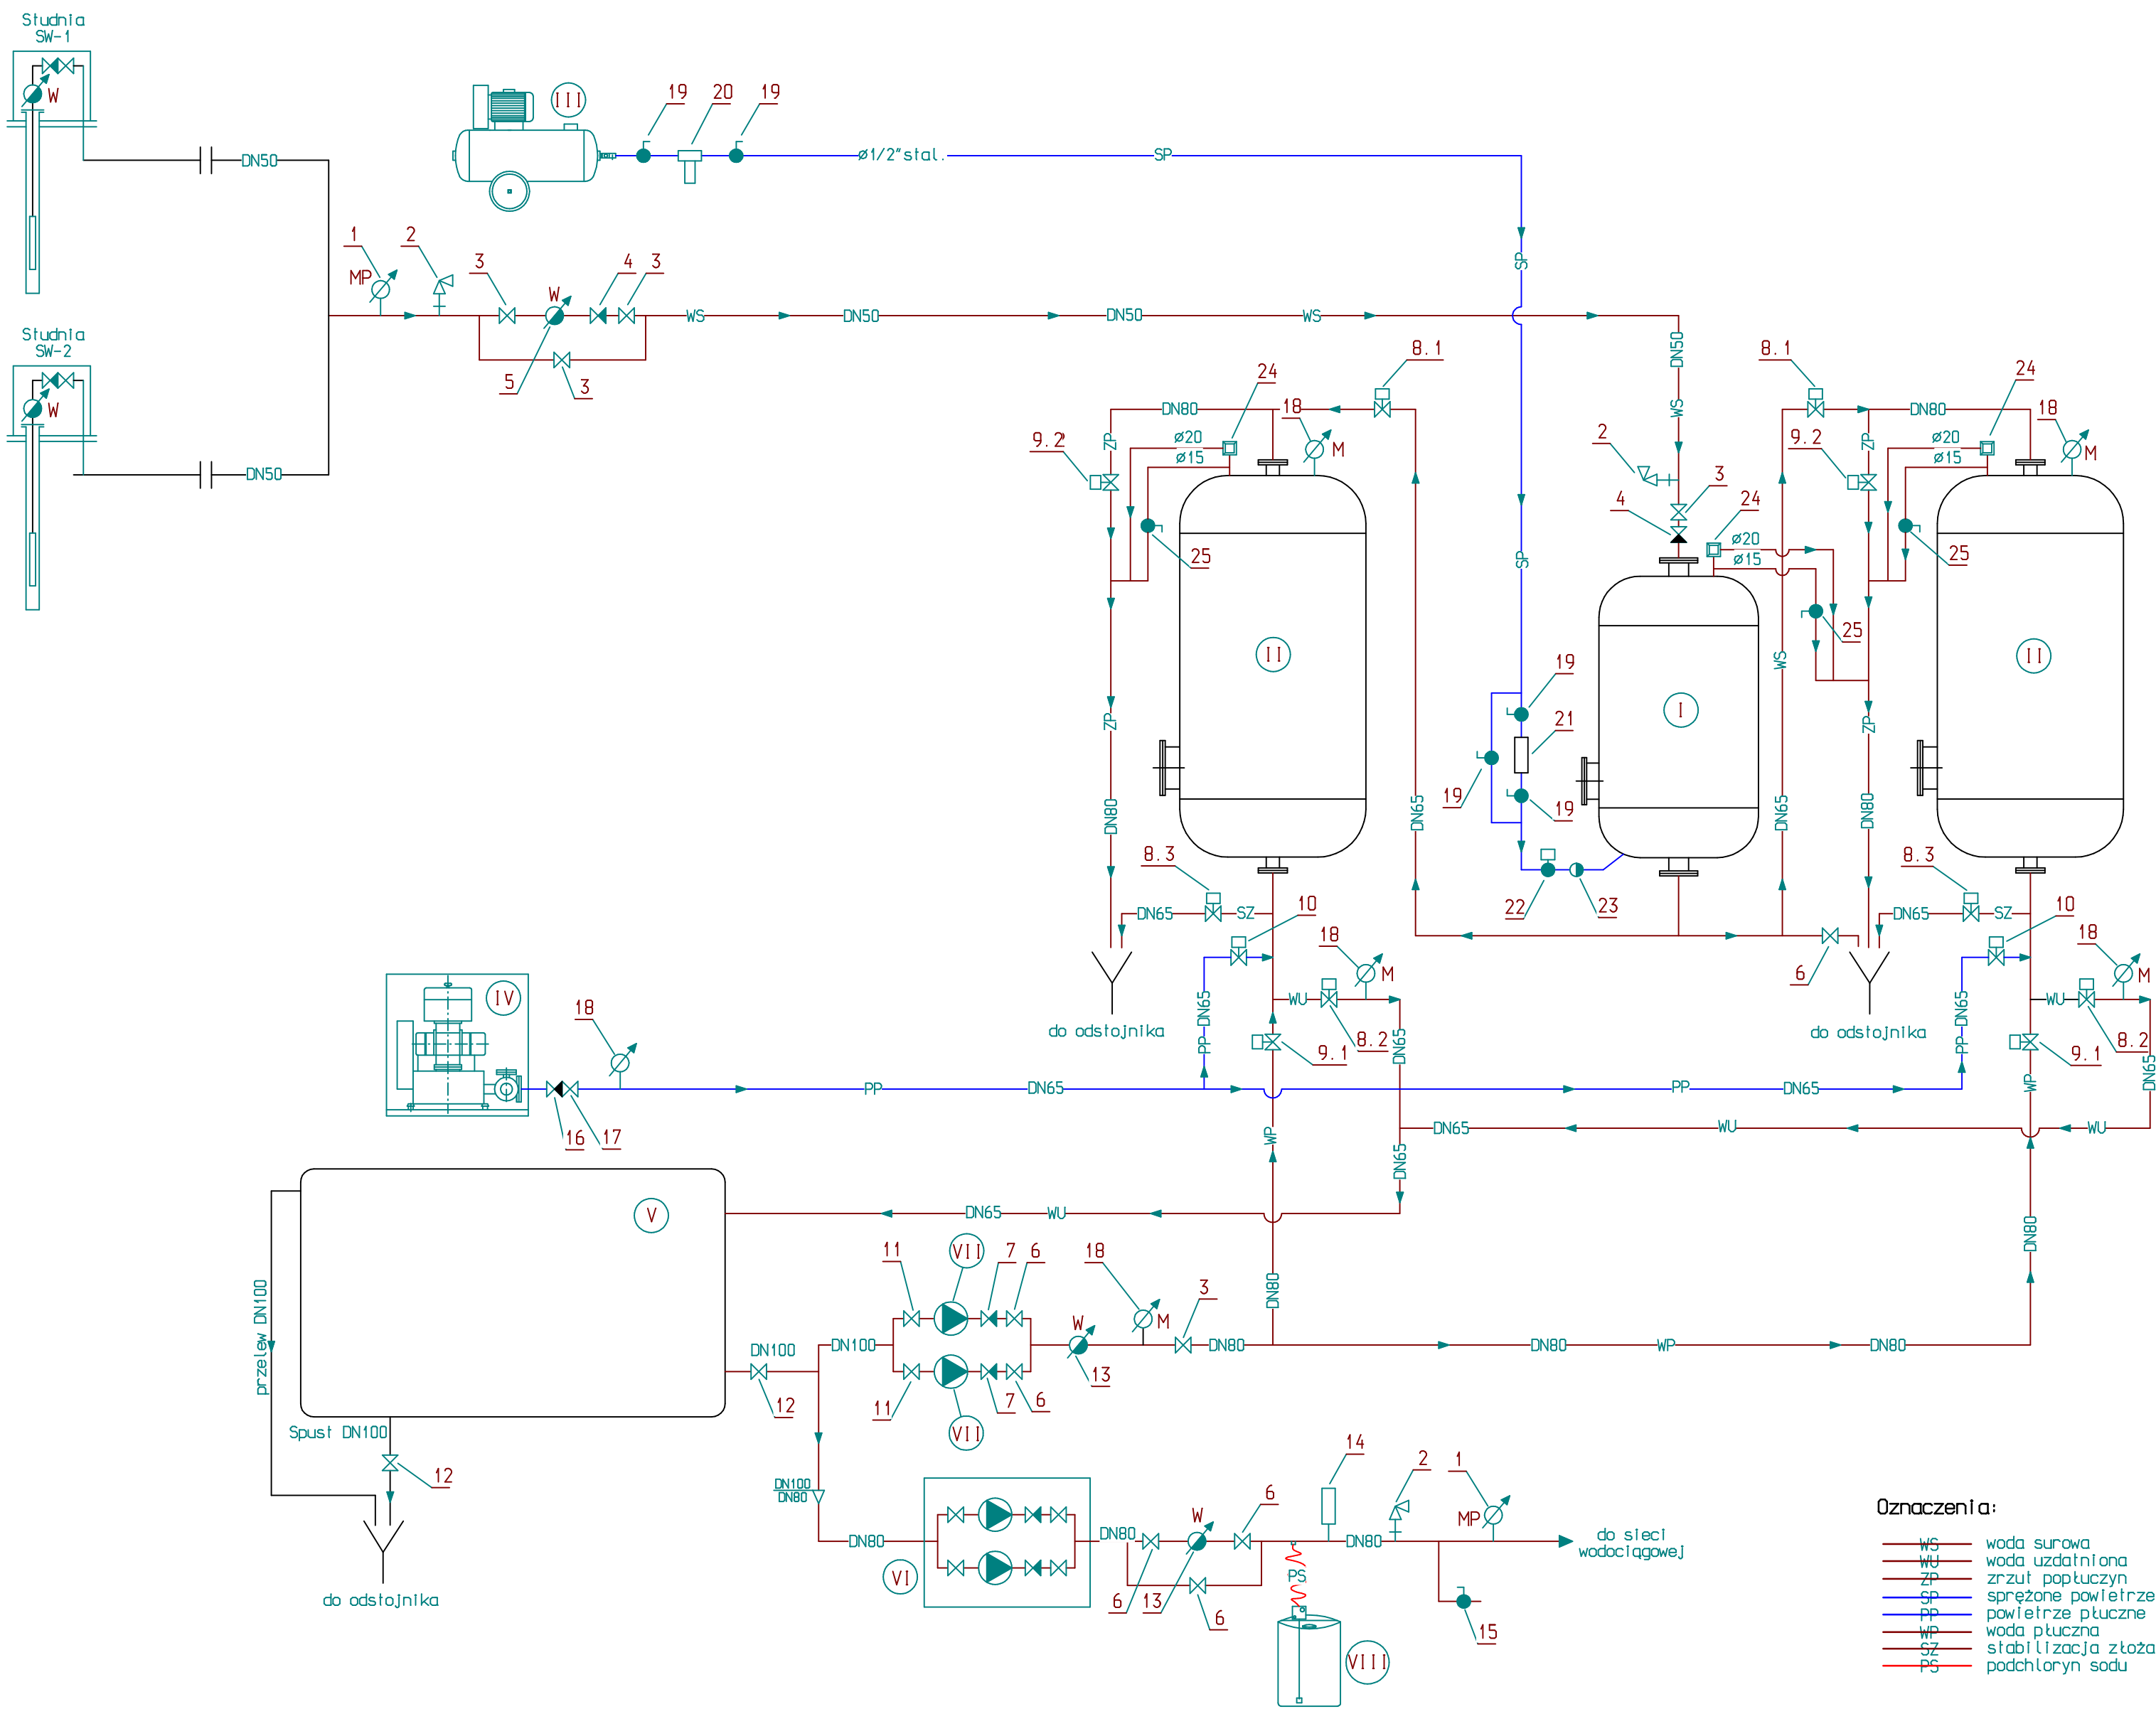 Studnia
SW-1
W
DN50
III
19
20
19
ø1/2"stal.
SP
SP
1
MP
2
3
W
4
3
5
3
WS
DN50
DN50
WS
Studnia
SW-2
W
DN50
DN50
WS
8.1
24
18
M
DN80
ZP
9.2
ø20
ø15
25
II
ZP
DN80
DN65
SP
2
3
4
24
ø20
ø15
25
I
WS
DN65
19
21
19
19
22
23
8.1
24
18
M
DN80
ZP
9.2
ø20
ø15
25
II
ZP
DN80
8.3
DN65
SZ
10
18
M
WU
8.2
9.1
DN65
PP
DN65
do odstojnika
6
8.3
DN65
SZ
10
18
M
WU
8.2
9.1
DN65
PP
DN65
do odstojnika
IV
18
16
17
PP
DN65
PP
DN65
WP
WP
DN65
WU
WU
DN65
V
DN65
WU
DN80
DN80
przelew DN100
Spust DN100
12
do odstojnika
DN100
12
DN100
11
VII
7
6
11
VII
7
6
W
13
18
M
3
DN80
DN80
WP
DN80
DN100
DN80
DN80
VI
DN80
6
W
13
6
6
14
PS
VIII
DN80
2
1
MP
15
do sieci
wodociągowej
Oznaczenia:
WS woda surowa
WU woda uzdatniona
ZP zrzut popłuczyn
SP sprężone powietrze
PP powietrze płuczne
WP woda płuczna
SZ stabilizacja złoża
PS podchloryn sodu